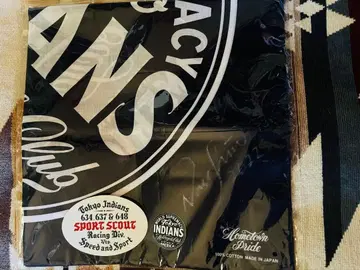 ACY
ANS
Club
Tokyo Indians
634, 637 & 648
SPORT SCOUT
Racing Div.
Speed and Sport
Tokyo
INDIANS
Hometown
Pride
100% COTTON MADE IN JAPAN